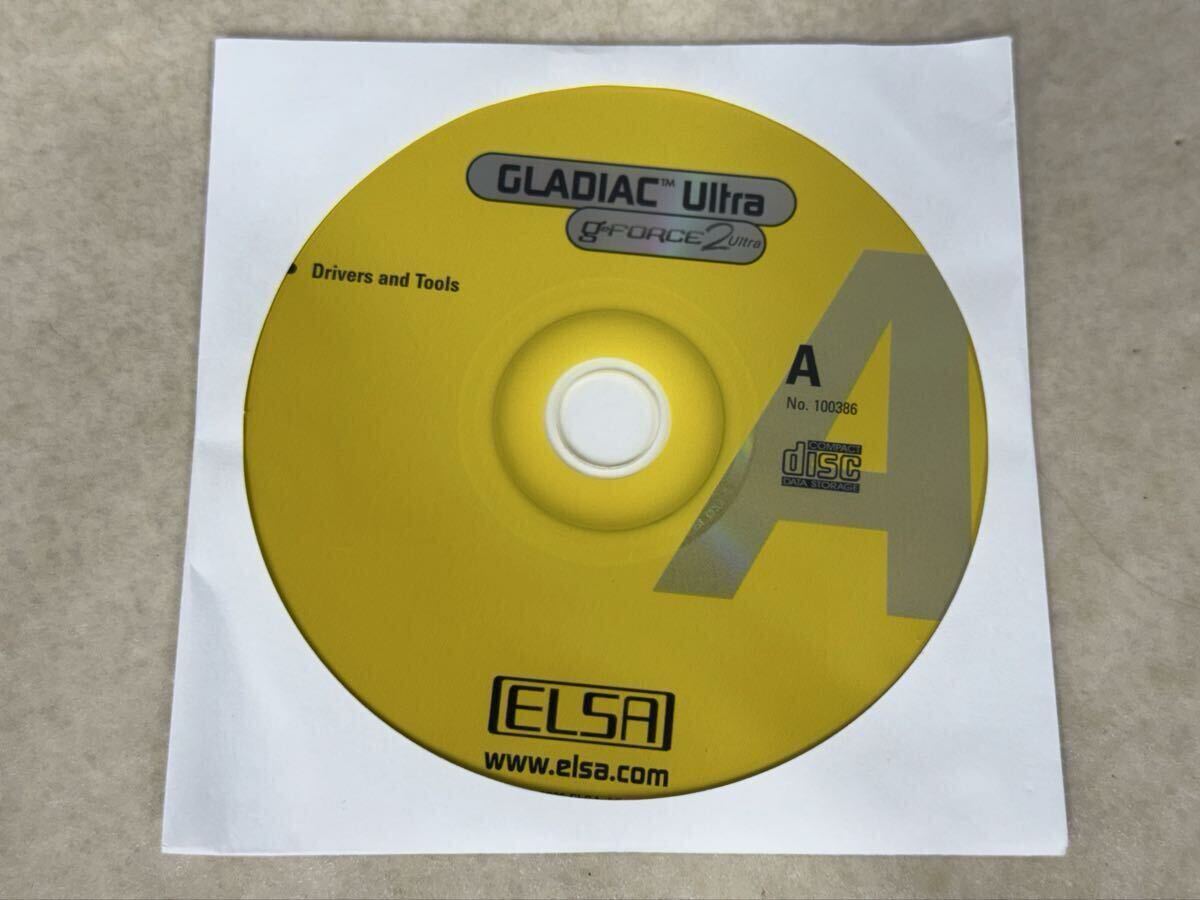 GLADIAC™ Ultra
GeFORCE2 Ultra
• Drivers and Tools
A
A
No. 100386
COMPACT
disc
DATA STORAGE
ELSA
www.elsa.com